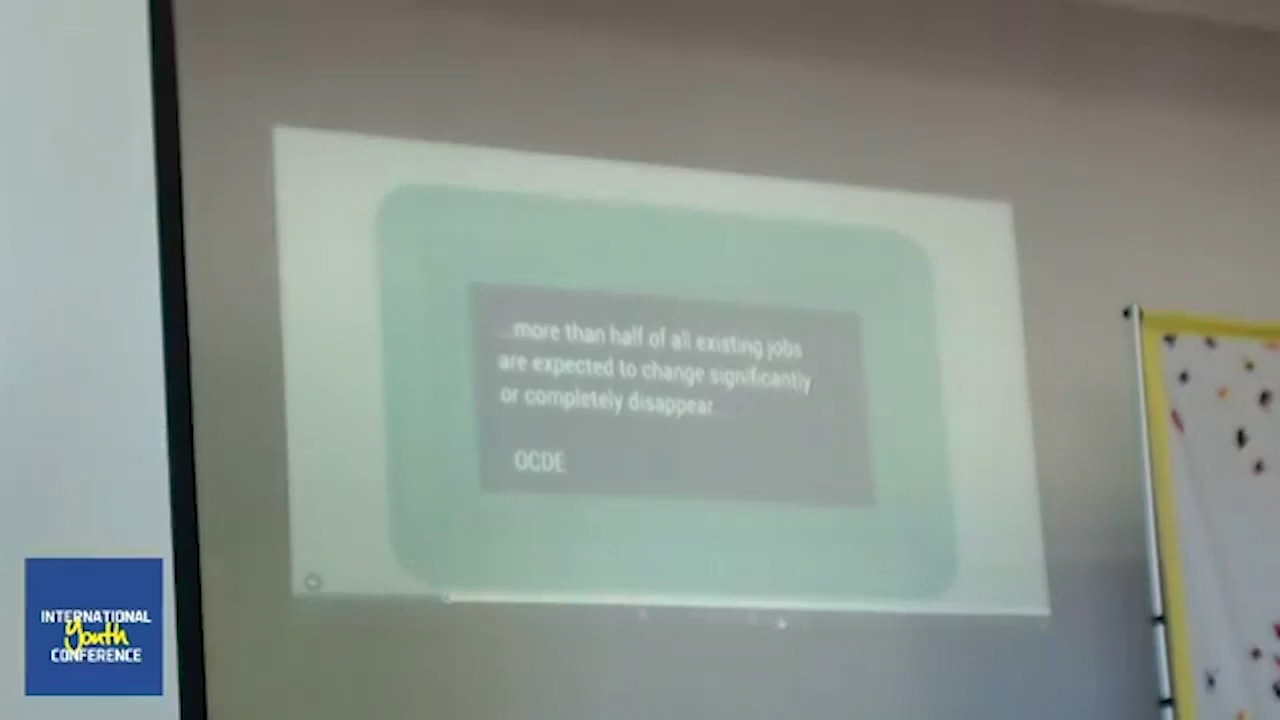 ...more than half of all existing jobs
are expected to change significantly
or completely disappear.
OCDE
INTERNATIONAL
Youth
CONFERENCE